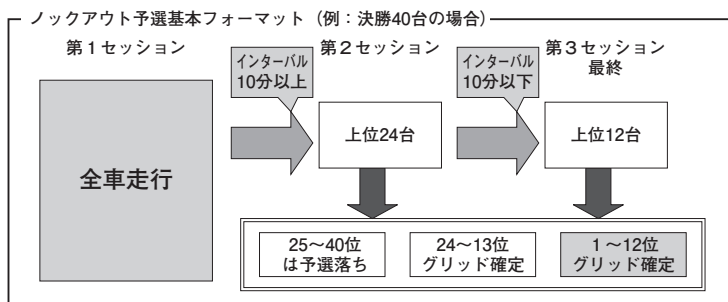 ノックアウト予選基本フォーマット（例：決勝40台の場合）
第１セッション
インターバル
10分以上
第２セッション
インターバル
10分以下
第３セッション
最終
全車走行
上位24台
上位12台
25〜40位
は予選落ち
24〜13位
グリッド確定
１〜12位
グリッド確定